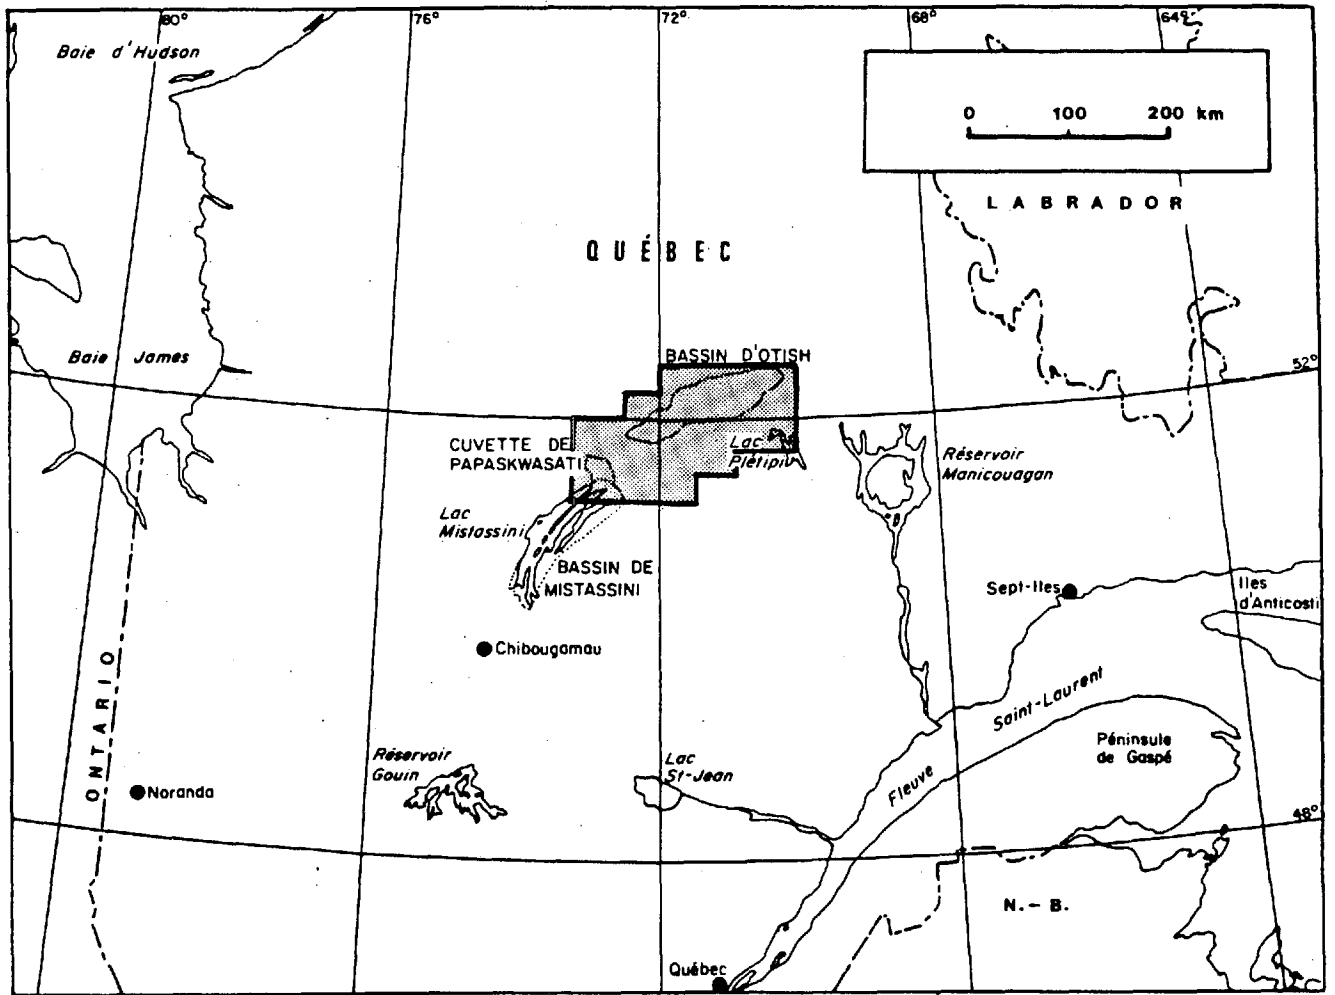 80°
76°
72°
68°
64°
Baie d'Hudson
0 100 200 km
LABRADOR
QUÉBEC
Baie James
BASSIN D'OTISH
52°
CUVETTE DE
PAPASKWASATI
Lac
Plétipi
Réservoir
Manicouagan
Lac
Mistassini
BASSIN DE
MISTASSINI
Sept-Iles
Iles
d'Anticosti
Chibougamau
ONTARIO
Saint-Laurent
Fleuve
Péninsule
de Gaspé
Réservoir
Gouin
Lac
St-Jean
Noranda
48°
N.-B.
Québec